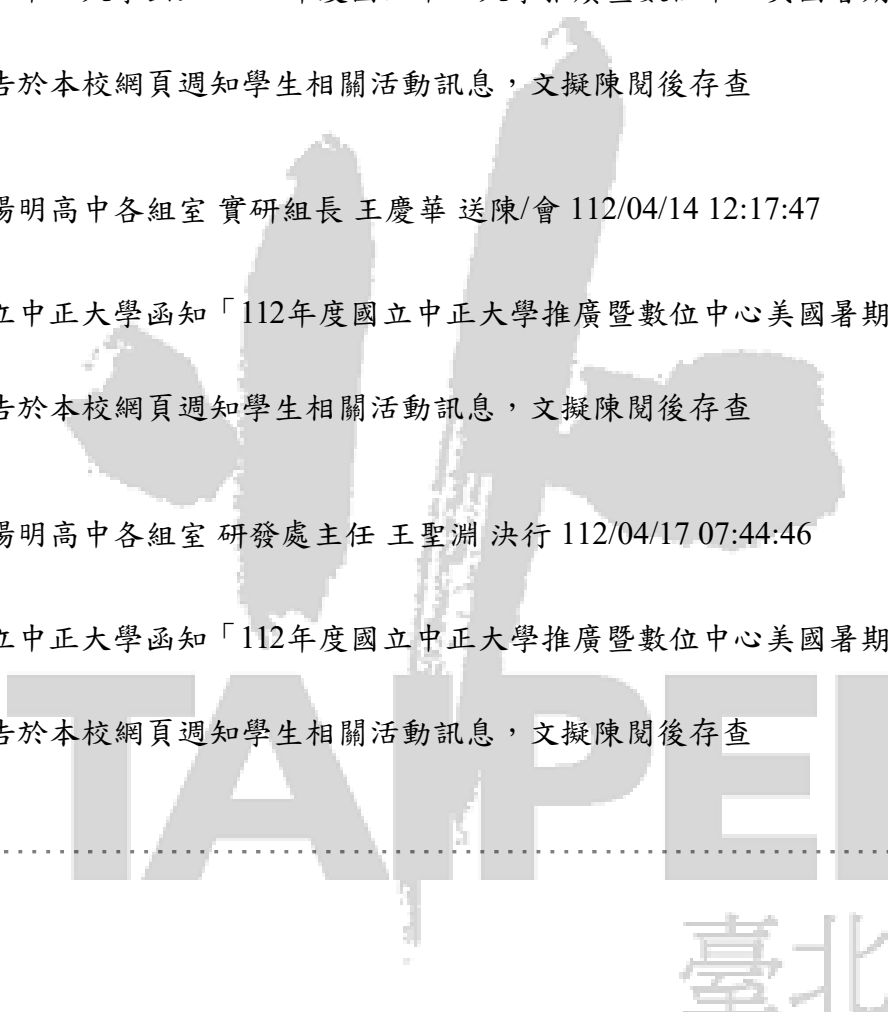 告於本校網頁週知學生相關活動訊息，文擬陳閱後存查
陽明高中各組室 實研組長 王慶華 送陳/會 112/04/14 12:17:47
立中正大學函知「112年度國立中正大學推廣暨數位中心美國暑期
告於本校網頁週知學生相關活動訊息，文擬陳閱後存查
陽明高中各組室 研發處主任 王聖淵 決行 112/04/17 07:44:46
立中正大學函知「112年度國立中正大學推廣暨數位中心美國暑期
告於本校網頁週知學生相關活動訊息，文擬陳閱後存查
TAIPEI
臺北